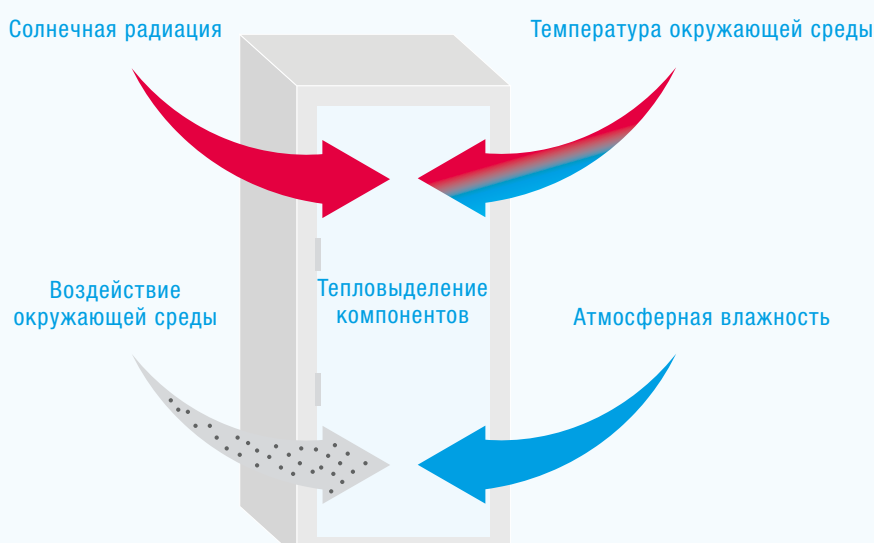 Солнечная радиация
Температура окружающей среды
Воздействие
окружающей среды
Тепловыделение
компонентов
Атмосферная влажность